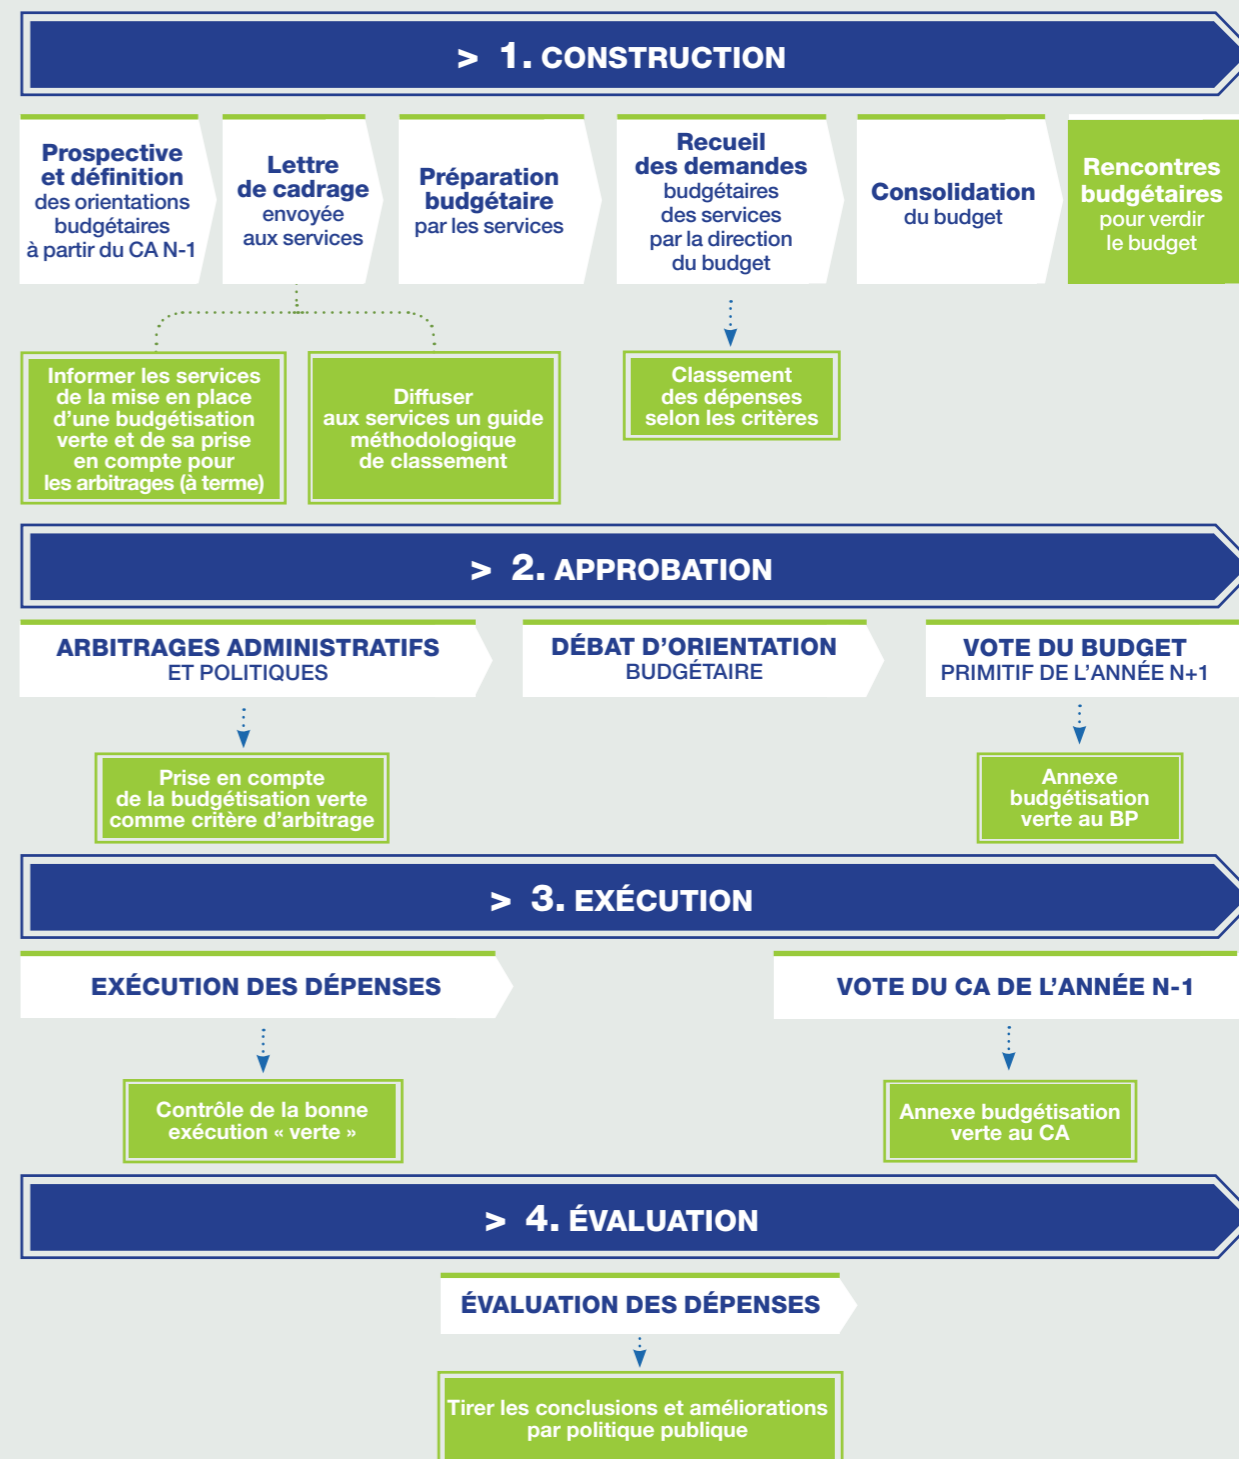 > 1. CONSTRUCTION
Prospective
et définition
des orientations
budgétaires
à partir du CA N-1
Lettre
de cadrage
envoyée
aux services
Préparation
budgétaire
par les services
Recueil
des demandes
budgétaires
des services
par la direction
du budget
Consolidation
du budget
Rencontres
budgétaires
pour verdir
le budget
Informer les services
de la mise en place
d’une budgétisation
verte et de sa prise
en compte pour
les arbitrages (à terme)
Diffuser
aux services un guide
méthodologique
de classement
Classement
des dépenses
selon les critères
> 2. APPROBATION
ARBITRAGES ADMINISTRATIFS
ET POLITIQUES
DÉBAT D’ORIENTATION
BUDGÉTAIRE
VOTE DU BUDGET
PRIMITIF DE L’ANNÉE N+1
Prise en compte
de la budgétisation verte
comme critère d’arbitrage
Annexe
budgétisation
verte au BP
> 3. EXÉCUTION
EXÉCUTION DES DÉPENSES
VOTE DU CA DE L’ANNÉE N-1
Contrôle de la bonne
exécution « verte »
Annexe budgétisation
verte au CA
> 4. ÉVALUATION
ÉVALUATION DES DÉPENSES
Tirer les conclusions et améliorations
par politique publique